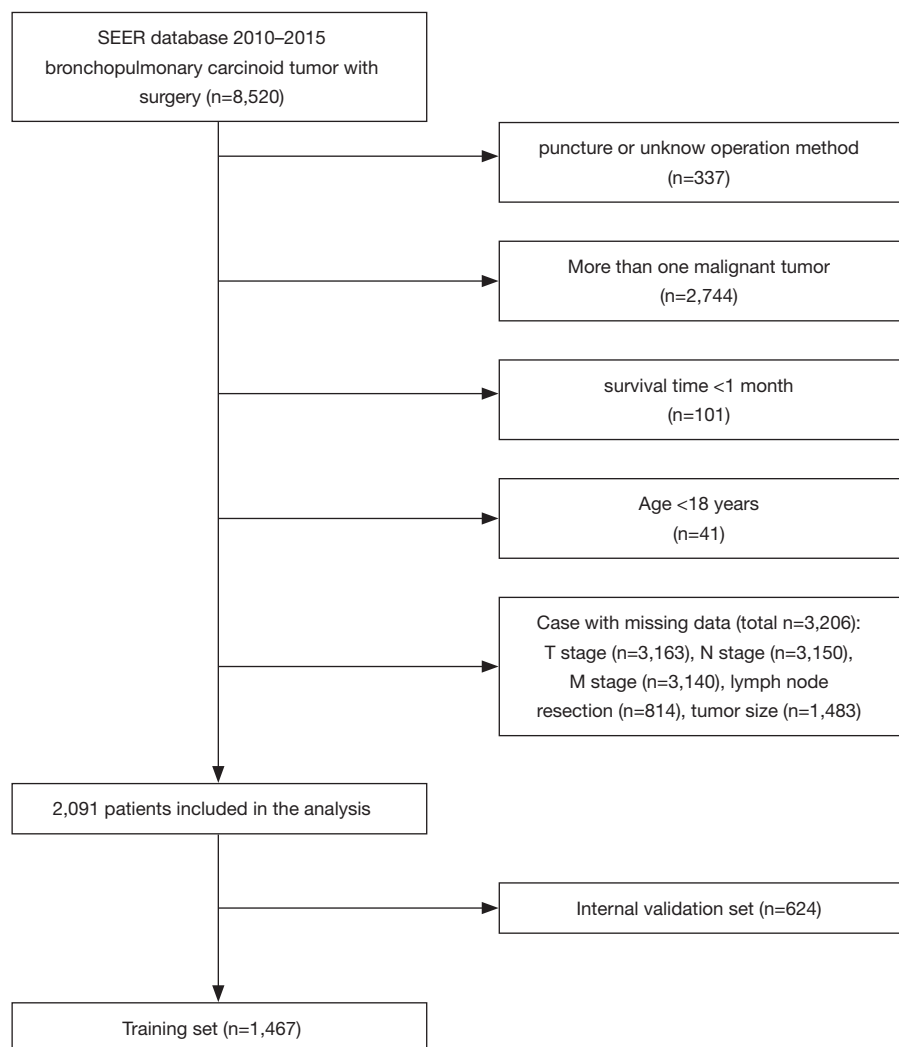 SEER database 2010–2015
bronchopulmonary carcinoid tumor with
surgery (n=8,520)
puncture or unknow operation method
(n=337)
More than one malignant tumor
(n=2,744)
survival time <1 month
(n=101)
Age <18 years
(n=41)
Case with missing data (total n=3,206):
T stage (n=3,163), N stage (n=3,150),
M stage (n=3,140), lymph node
resection (n=814), tumor size (n=1,483)
2,091 patients included in the analysis
Internal validation set (n=624)
Training set (n=1,467)